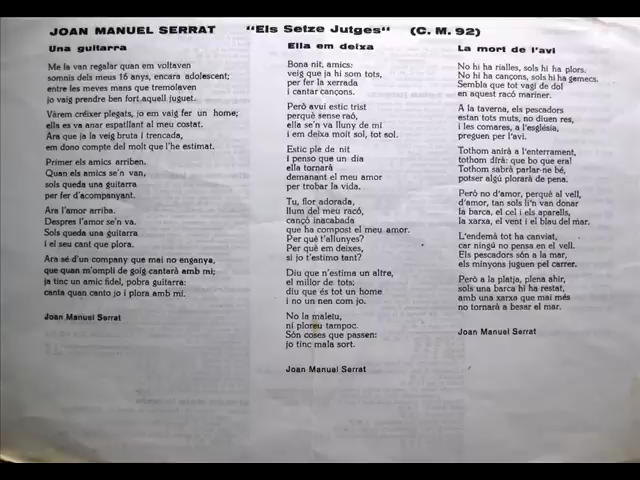 JOAN MANUEL SERRAT "Els Setze Jutges" (C. M. 92)
Una guitarra
Me la van regalar quan em voltaven
somnis dels meus 16 anys, encara adolescent;
entre les meves mans que tremolaven
jo vaig prendre ben fort aquell juguet.
Vàrem créixer plegats, jo em vaig fer un home;
ella es va anar espatllant al meu costat.
Ara que ja la veig bruta i trencada,
em dono compte del molt que l'he estimat.
Primer els amics arriben.
Quan els amics se'n van,
sols queda una guitarra
per fer d'acompanyant.
Ara l'amor arriba.
Despres l'amor se'n va.
Sols queda una guitarra
i el seu cant que plora.
Ara sé d'un company que mai no enganya,
que quan m'ompli de goig cantarà amb mi;
ja tinc un amic fidel, pobra guitarra:
canta quan canto jo i plora amb mi.
Joan Manuel Serrat
Ella em deixa
Bona nit, amics:
veig que ja hi som tots,
per fer la xerrada
i cantar cançons.
Però avui estic trist
perquè sense raó,
ella se'n va lluny de mi
i em deixa molt sol, tot sol.
Estic ple de nit
i penso que un dia
ella tornarà
demanant el meu amor
per trobar la vida.
Tu, flor adorada,
llum del meu racó,
cançó inacabada
que ha compost el meu amor.
Per què t'allunyes?
Per què em deixes,
si jo t'estimo tant?
Diu que n'estima un altre,
el millor de tots;
diu que és tot un home
i no un nen com jo.
No la maleïu,
ni ploreu tampoc.
Són coses que passen:
jo tinc mala sort.
Joan Manuel Serrat
La mort de l'avi
No hi ha rialles, sols hi ha plors.
No hi ha cançons, sols hi ha gemecs.
Sembla que tot vagi de dol
en aquest racó mariner.
A la taverna, els pescadors
estan tots muts, no diuen res,
i les comares, a l'església,
preguen per l'avi.
Tothom anirà a l'enterrament,
tothom dirà: que bo que era!
Tothom sabrà parlar-ne bé,
potser algú plorarà de pena.
Però no d'amor, perquè al vell,
d'amor, tan sols li'n van donar
la barca, el cel i els aparells,
la xarxa, el vent i el blau del mar.
L'endemà tot ha canviat,
car ningú no pensa en el vell.
Els pescadors són a la mar,
els minyons juguen pel carrer.
Però a la platja, plena ahir,
sols una barca hi ha restat,
amb una xarxa que mai més
no tornarà a besar el mar.
Joan Manuel Serrat